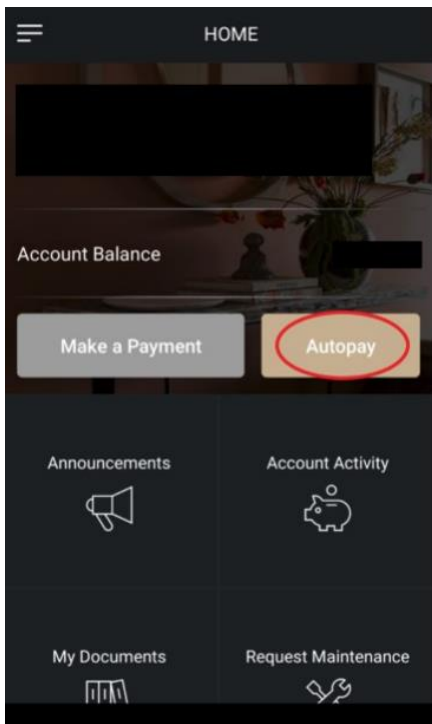 HOME
Account Balance
Make a Payment
Autopay
Announcements
Account Activity
My Documents
Request Maintenance